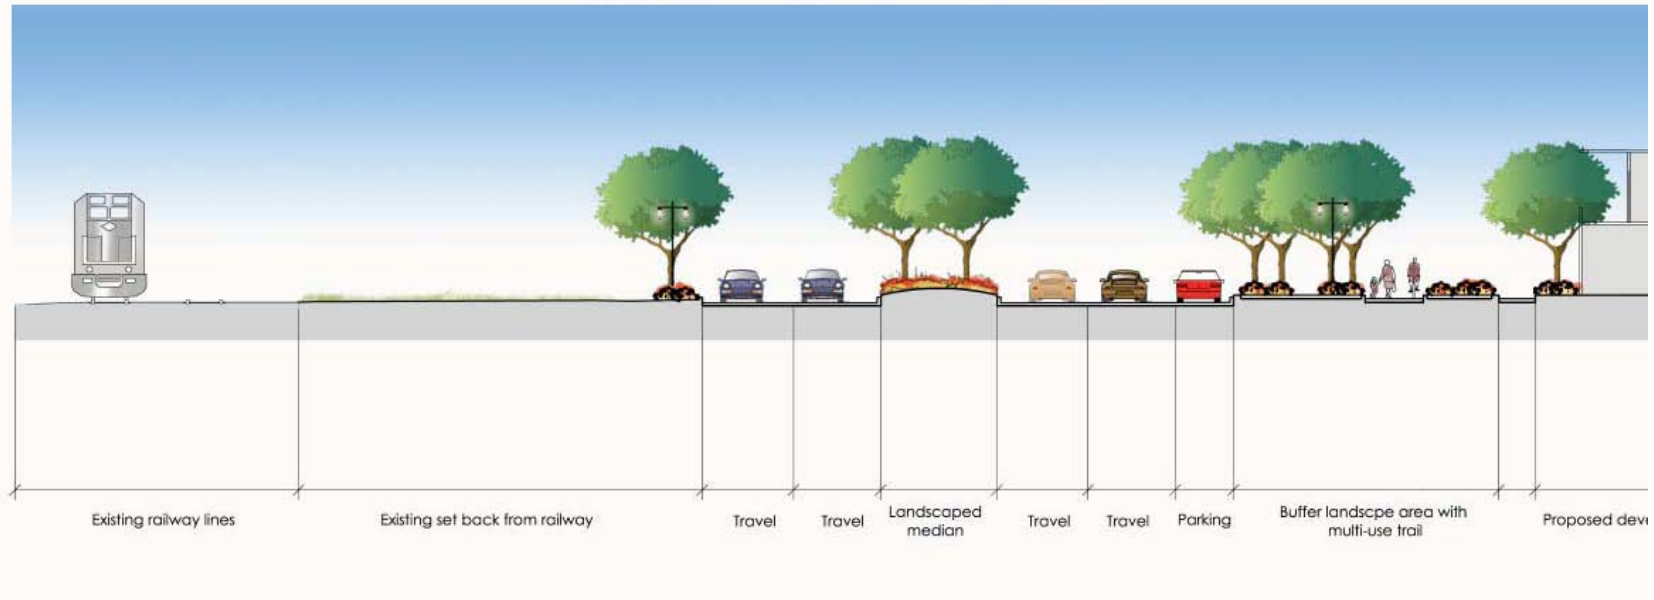 Existing railway lines
Existing set back from railway
Travel
Travel
Landscaped
median
Travel
Travel
Parking
Buffer landscpe area with
multi-use trail
Proposed deve